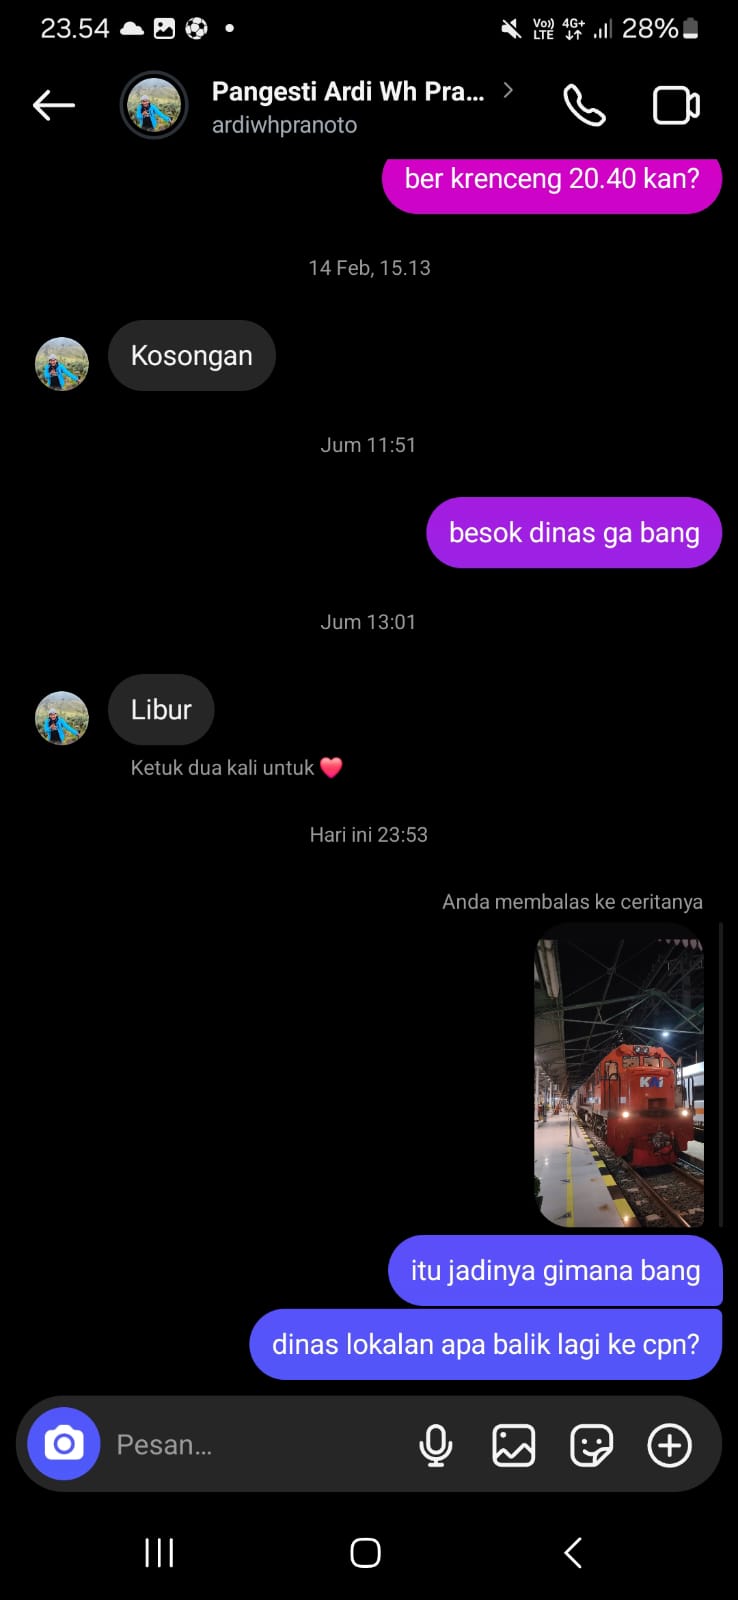 23.54
Vo))
LTE
4G+
28%
Pangesti Ardi Wh Pra...
ardiwhpranoto
ber krenceng 20.40 kan?
14 Feb, 15.13
Kosongan
Jum 11:51
besok dinas ga bang
Jum 13:01
Libur
Ketuk dua kali untuk ❤️
Hari ini 23:53
Anda membalas ke ceritanya
KAI
itu jadinya gimana bang
dinas lokalan apa balik lagi ke cpn?
Pesan...